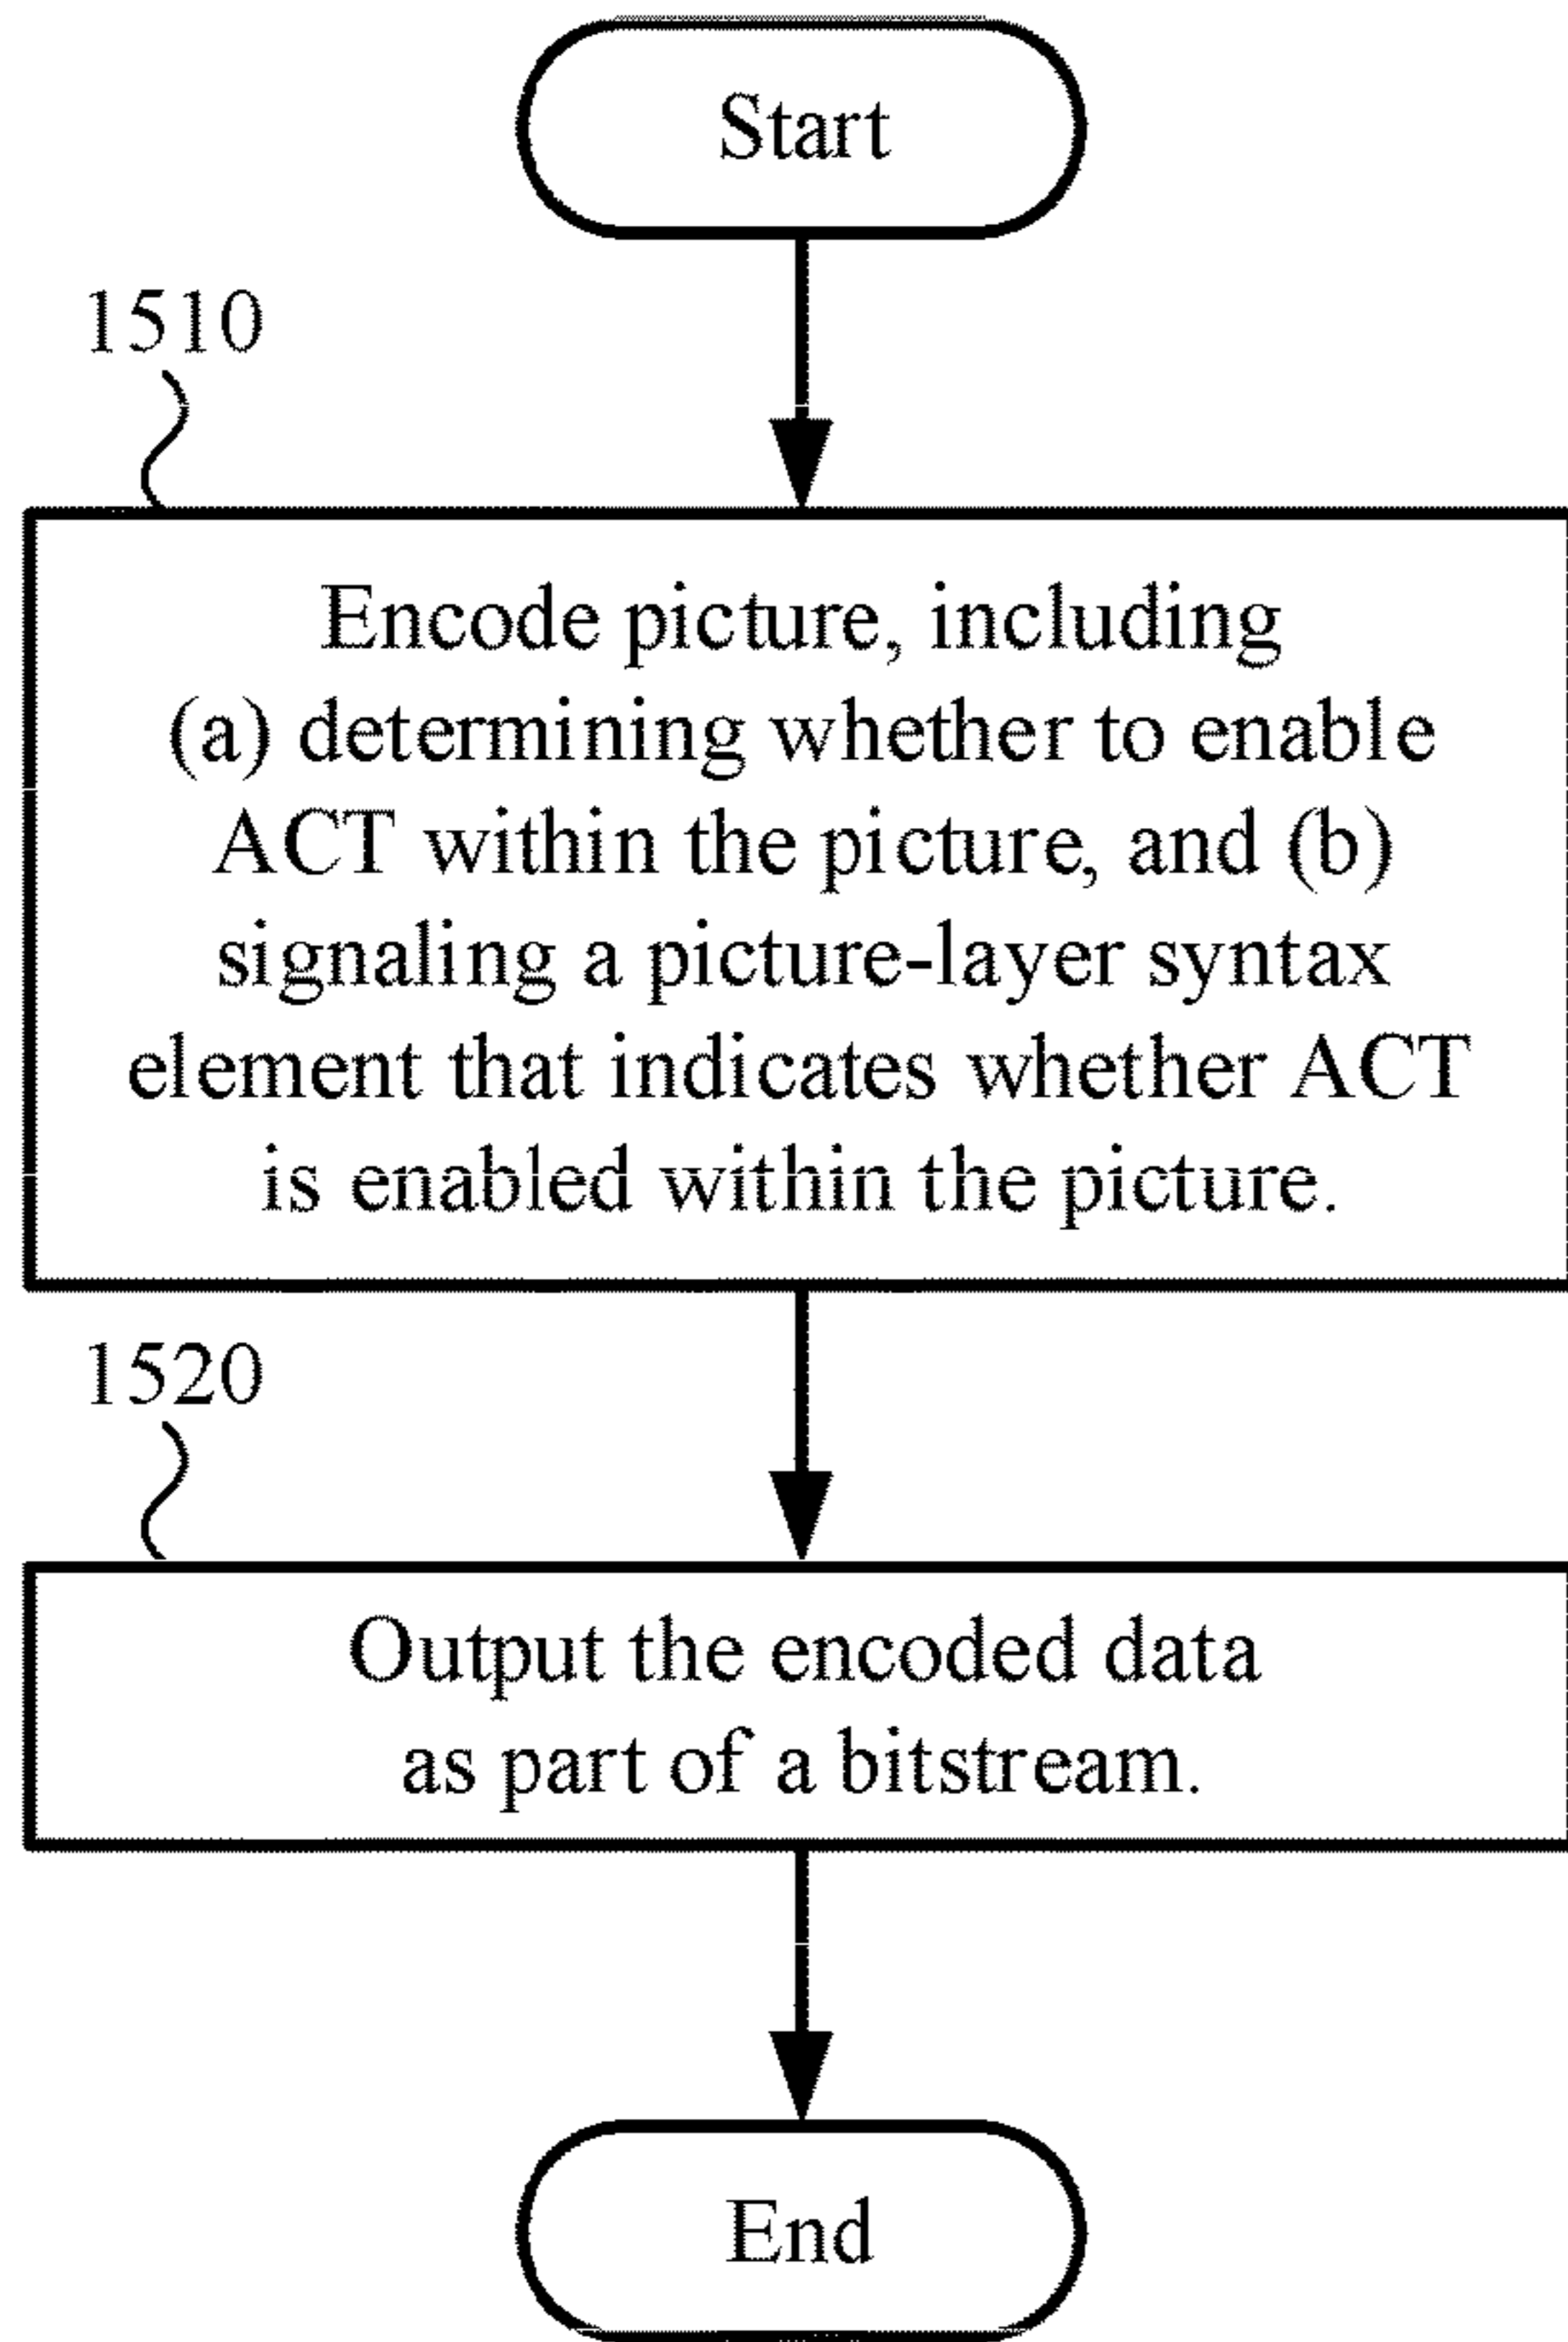 Start
1510
Encode picture, including
(a) determining whether to enable
ACT within the picture, and (b)
signaling a picture-layer syntax
element that indicates whether ACT
is enabled within the picture.
1520
Output the encoded data
as part of a bitstream.
End